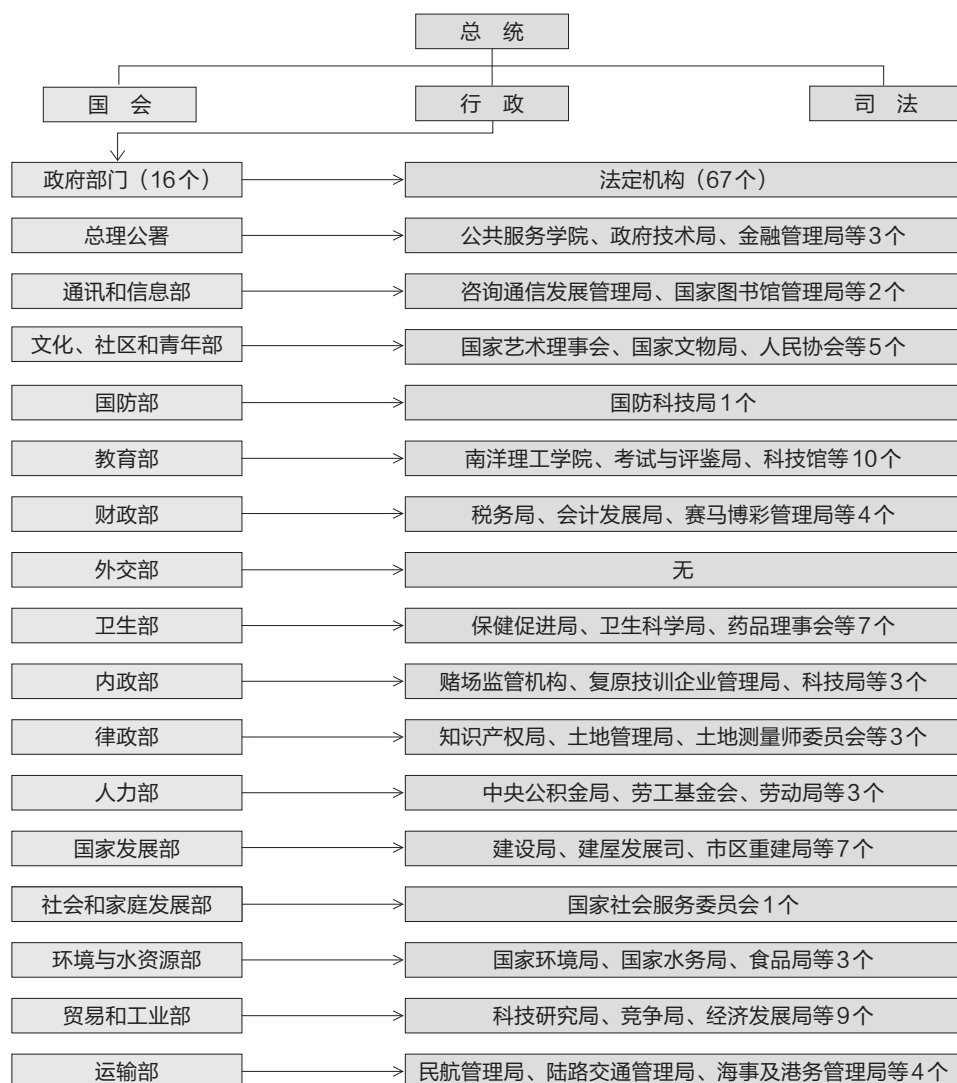 总 统
国 会
行 政
司 法
政府部门（16个）
法定机构（67个）
总理公署
公共服务学院、政府技术局、金融管理局等3个
通讯和信息部
咨询通信发展管理局、国家图书馆管理局等2个
文化、社区和青年部
国家艺术理事会、国家文物局、人民协会等5个
国防部
国防科技局1个
教育部
南洋理工学院、考试与评鉴局、科技馆等10个
财政部
税务局、会计发展局、赛马博彩管理局等4个
外交部
无
卫生部
保健促进局、卫生科学局、药品理事会等7个
内政部
赌场监管机构、复原技训企业管理局、科技局等3个
律政部
知识产权局、土地管理局、土地测量师委员会等3个
人力部
中央公积金局、劳工基金会、劳动局等3个
国家发展部
建设局、建屋发展司、市区重建局等7个
社会和家庭发展部
国家社会服务委员会1个
环境与水资源部
国家环境局、国家水务局、食品局等3个
贸易和工业部
科技研究局、竞争局、经济发展局等9个
运输部
民航管理局、陆路交通管理局、海事及港务管理局等4个